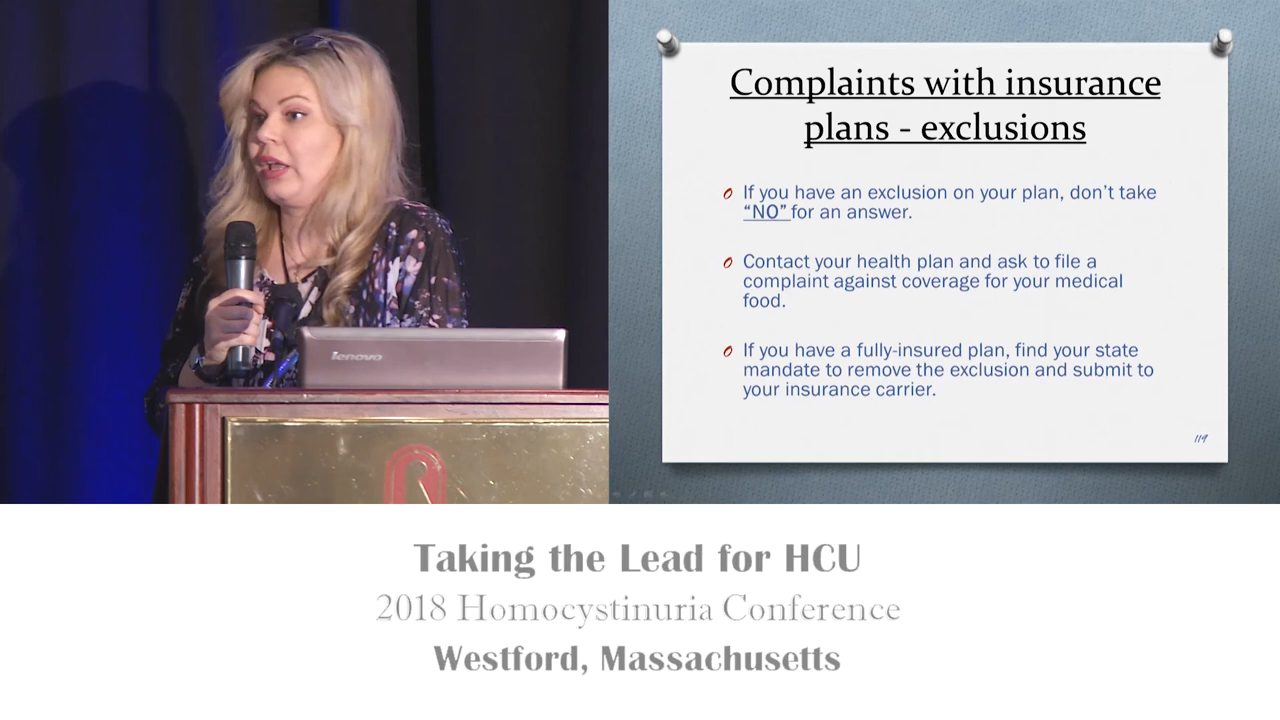 lenovo
Complaints with insurance
plans - exclusions
If you have an exclusion on your plan, don't take
“NO” for an answer.
Contact your health plan and ask to file a
complaint against coverage for your medical
food.
If you have a fully-insured plan, find your state
mandate to remove the exclusion and submit to
your insurance carrier.
119
Taking the Lead for HCU
2018 Homocystinuria Conference
Westford, Massachusetts